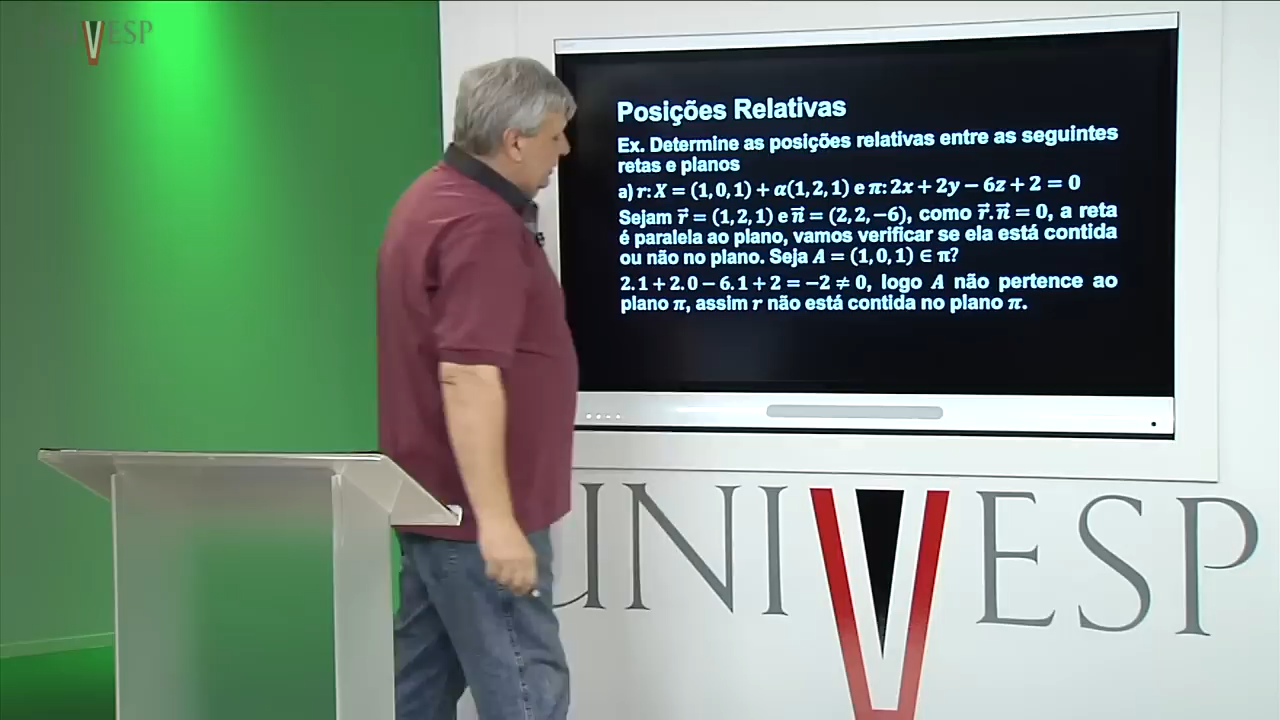 VESP
Posições Relativas
Ex. Determine as posições relativas entre as seguintes
retas e planos
a) r: X = (1, 0, 1) + α(1, 2, 1) e π: 2x + 2y − 6z + 2 = 0
Sejam r⃗ = (1, 2, 1) e n⃗ = (2, 2, −6), como r⃗. n⃗ = 0, a reta
é paralela ao plano, vamos verificar se ela está contida
ou não no plano. Seja A = (1, 0, 1) ∈ π?
2. 1 + 2. 0 − 6. 1 + 2 = −2 ≠ 0, logo A não pertence ao
plano π, assim r não está contida no plano π.
UNIVESP